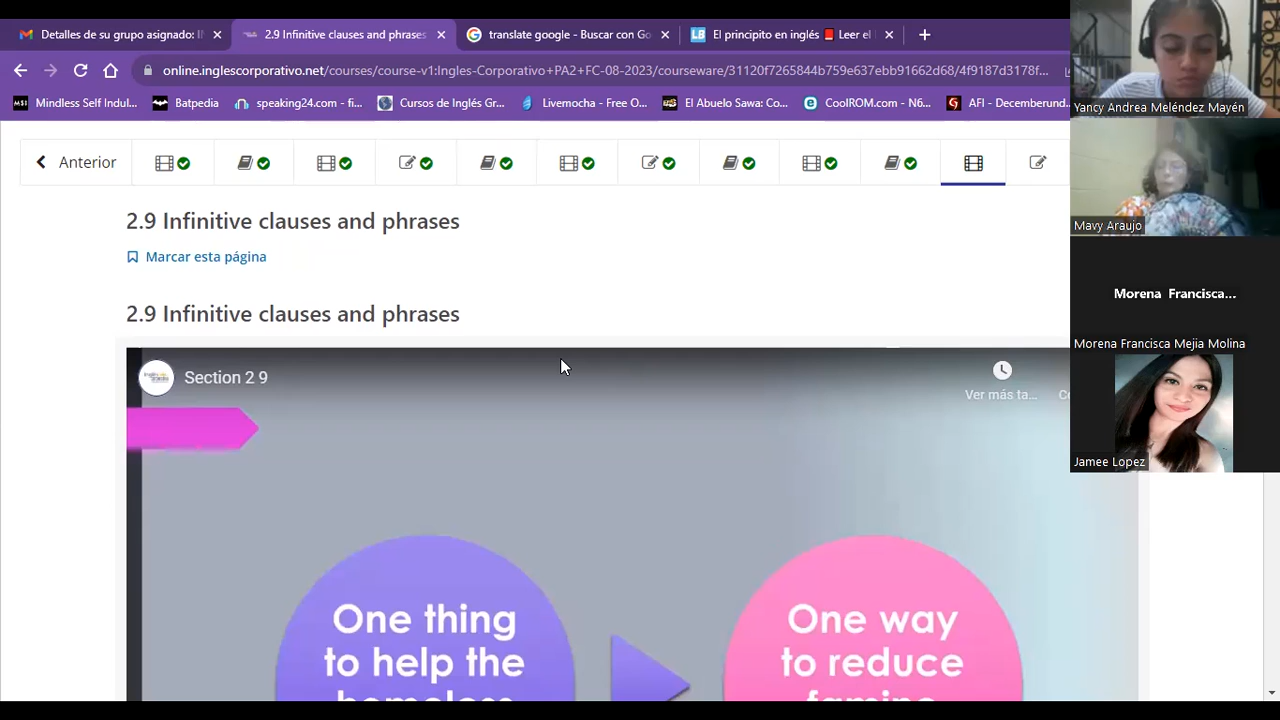 Detalles de su grupo asignado: I
2.9 Infinitive clauses and phrases
translate google - Buscar con Go
El principito en inglés 📕 Leer el
online.inglescorporativo.net/courses/course-v1:Ingles-Corporativo+PA2+FC-08-2023/courseware/31120f7265844b759e637ebb91662d68/4f9187d3178f...
Mindless Self Indul...
Batpedia
speaking24.com - fi...
Cursos de Inglés Gr...
Livemocha - Free O...
El Abuelo Sawa: Co...
CoolROM.com - N6...
AFI - Decemberund...
Anterior
2.9 Infinitive clauses and phrases
Marcar esta página
2.9 Infinitive clauses and phrases
Section 2 9
Ver más ta...
One thing
to help the
homeless
One way
to reduce
famine
Yancy Andrea Meléndez Mayén
Mavy Araujo
Morena Francisca...
Morena Francisca Mejia Molina
Jamee Lopez